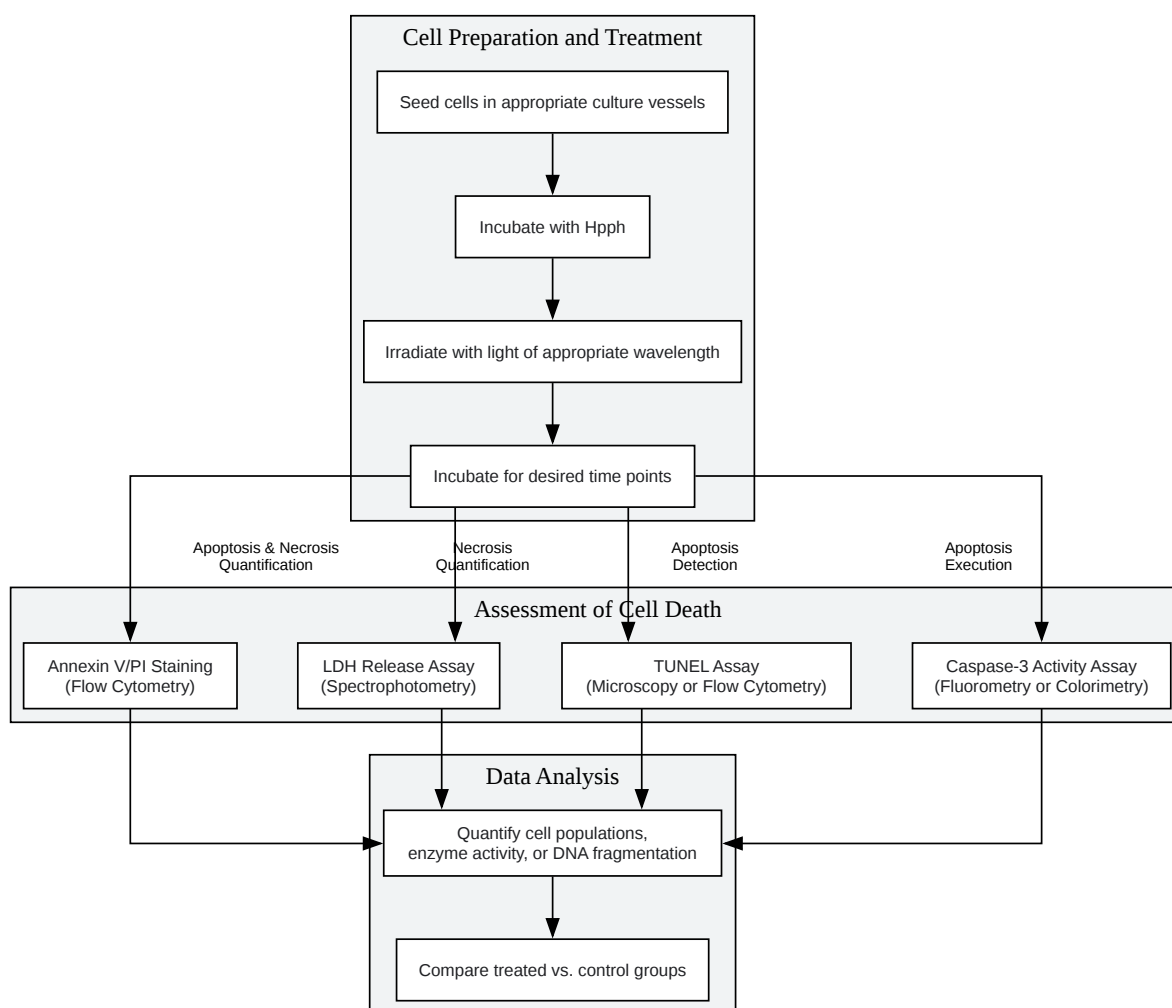 Cell Preparation and Treatment
Seed cells in appropriate culture vessels
Incubate with Hpph
Irradiate with light of appropriate wavelength
Incubate for desired time points
Apoptosis & Necrosis
Quantification
Necrosis
Quantification
Apoptosis
Detection
Apoptosis
Execution
Assessment of Cell Death
Annexin V/PI Staining
(Flow Cytometry)
LDH Release Assay
(Spectrophotometry)
TUNEL Assay
(Microscopy or Flow Cytometry)
Caspase-3 Activity Assay
(Fluorometry or Colorimetry)
Data Analysis
Quantify cell populations,
enzyme activity, or DNA fragmentation
Compare treated vs. control groups